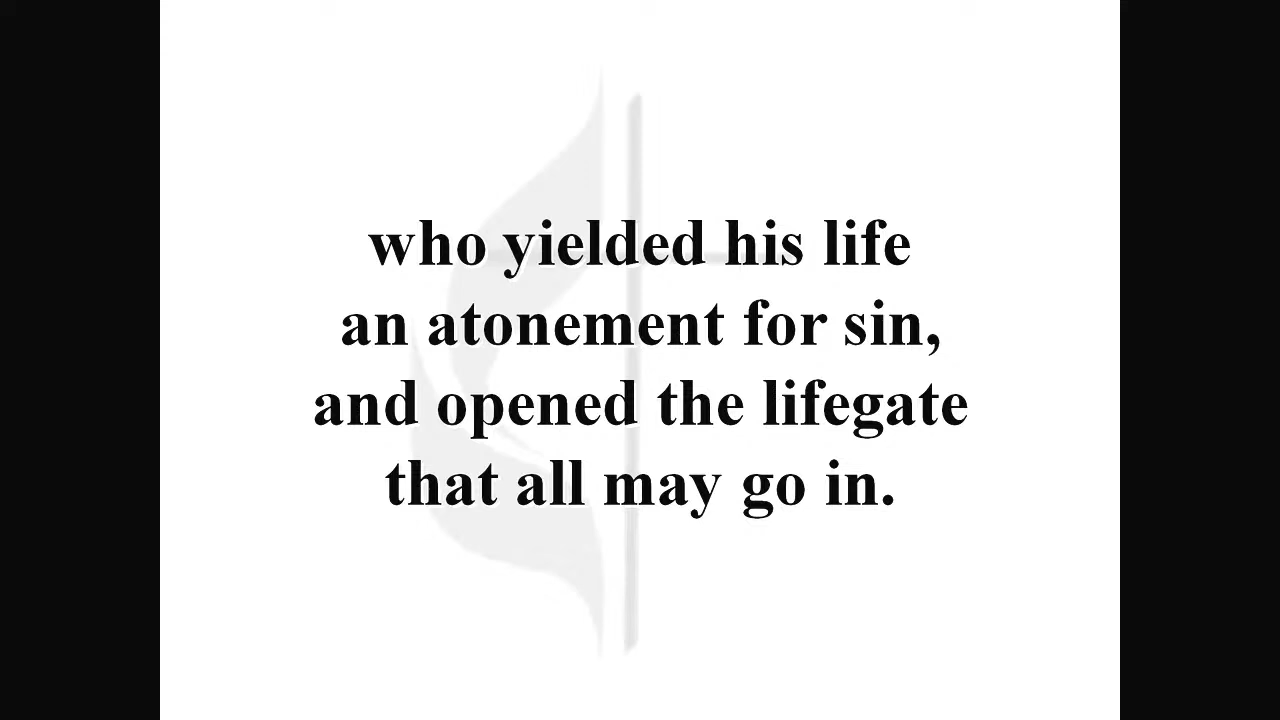 who yielded his life
an atonement for sin,
and opened the lifegate
that all may go in.